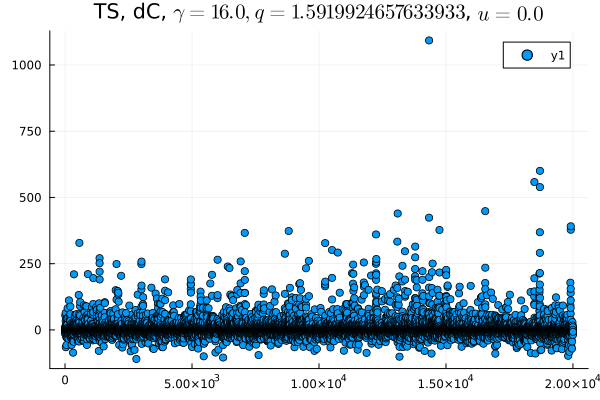 TS, dC, γ = 16.0, q = 1.5919924657633933, u = 0.0
y1
1000
750
500
250
0
0 5.00×10³ 1.00×10⁴ 1.50×10⁴ 2.00×10⁴